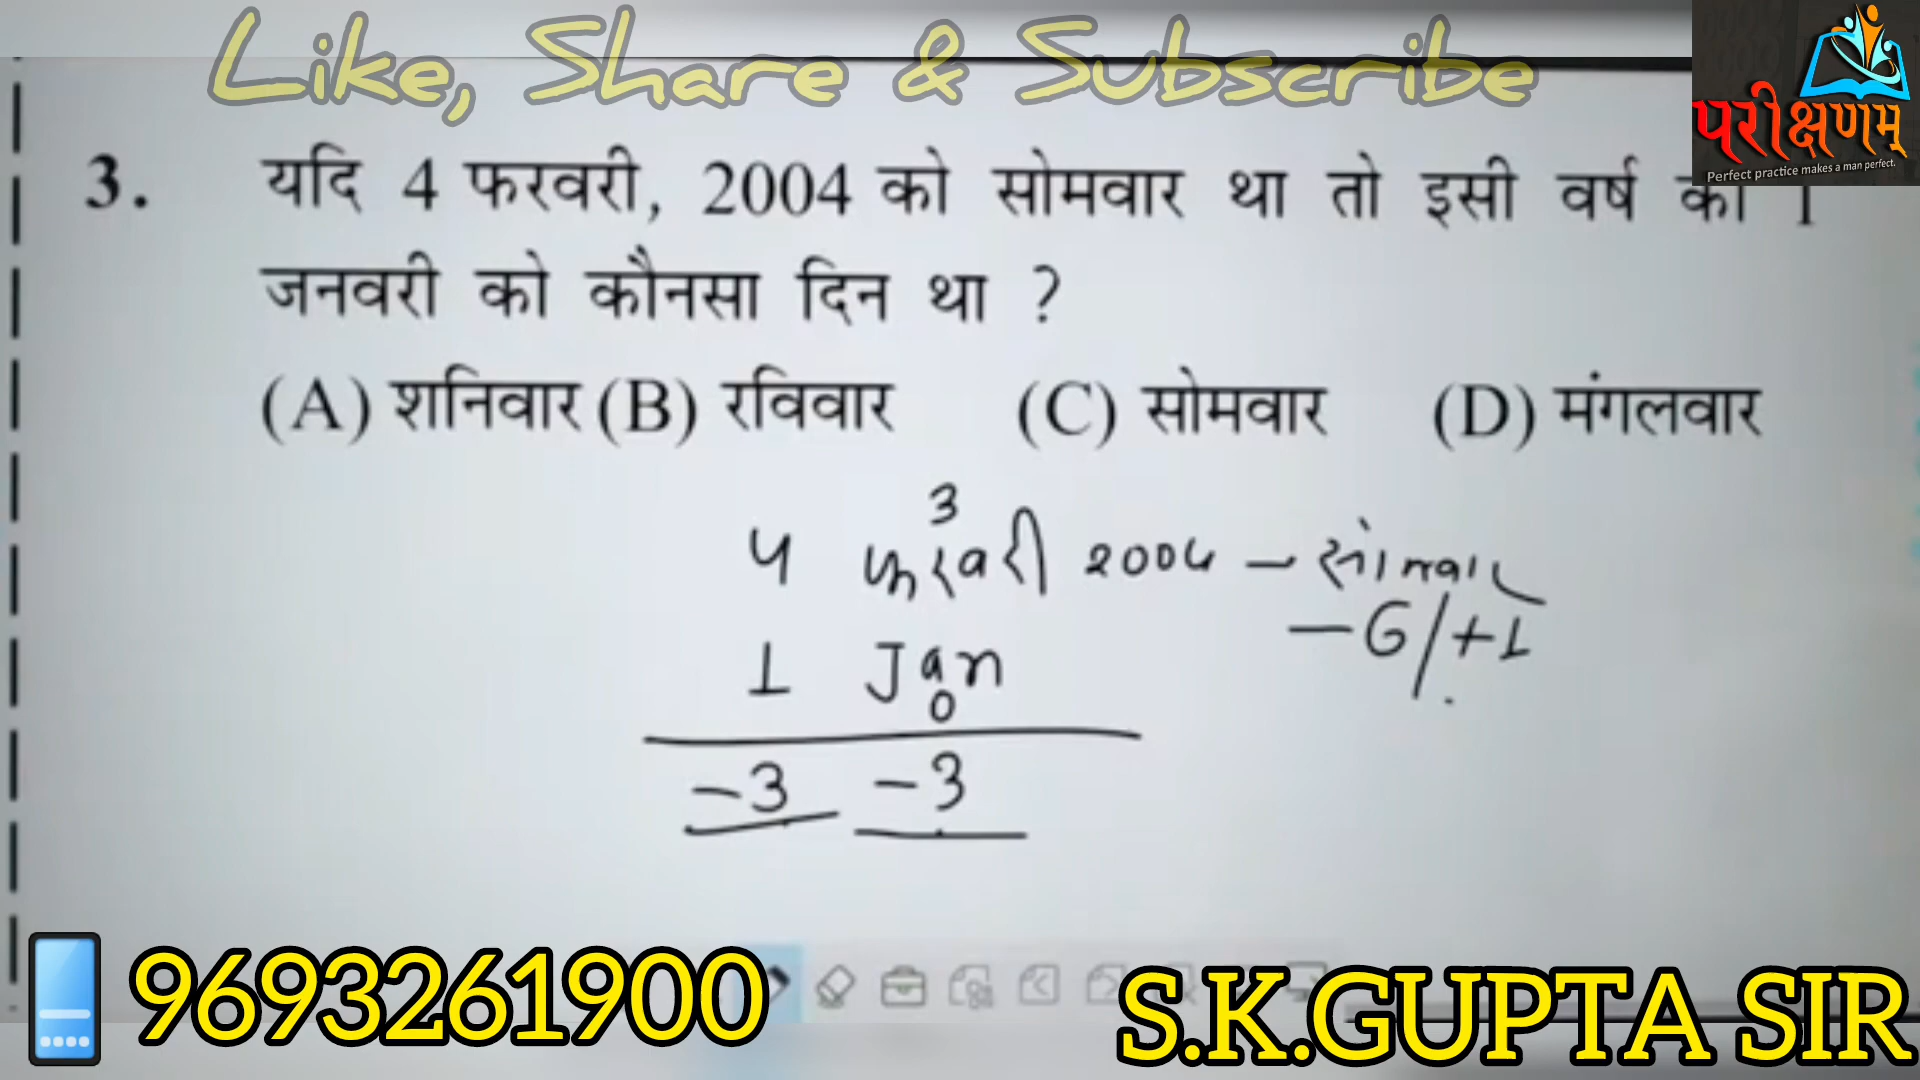 Like, Share & Subscribe
परीक्षणम्
Perfect practice makes a man perfect.
3. यदि 4 फरवरी, 2004 को सोमवार था तो इसी वर्ष की 1
जनवरी को कौनसा दिन था ?
(A) शनिवार (B) रविवार (C) सोमवार (D) मंगलवार
3
4 फरवरी 2004 – सोमवार
-6/+1
1 Jan
0
-3 -3
9693261900
S.K.GUPTA SIR